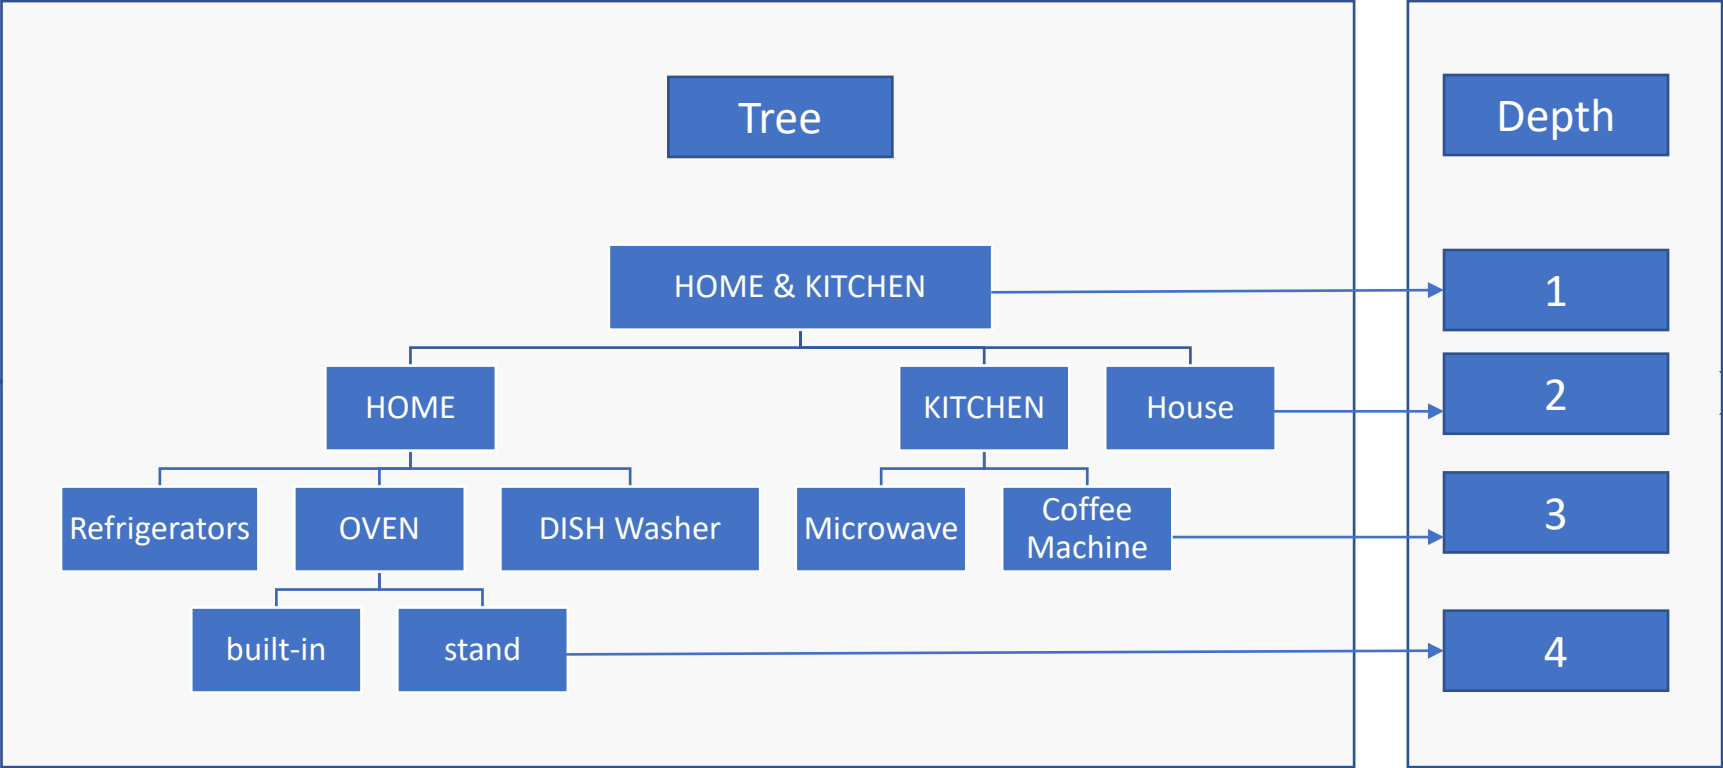 Tree
Depth
HOME & KITCHEN
1
HOME
KITCHEN
House
2
Refrigerators
OVEN
DISH Washer
Microwave
Coffee
Machine
3
built-in
stand
4